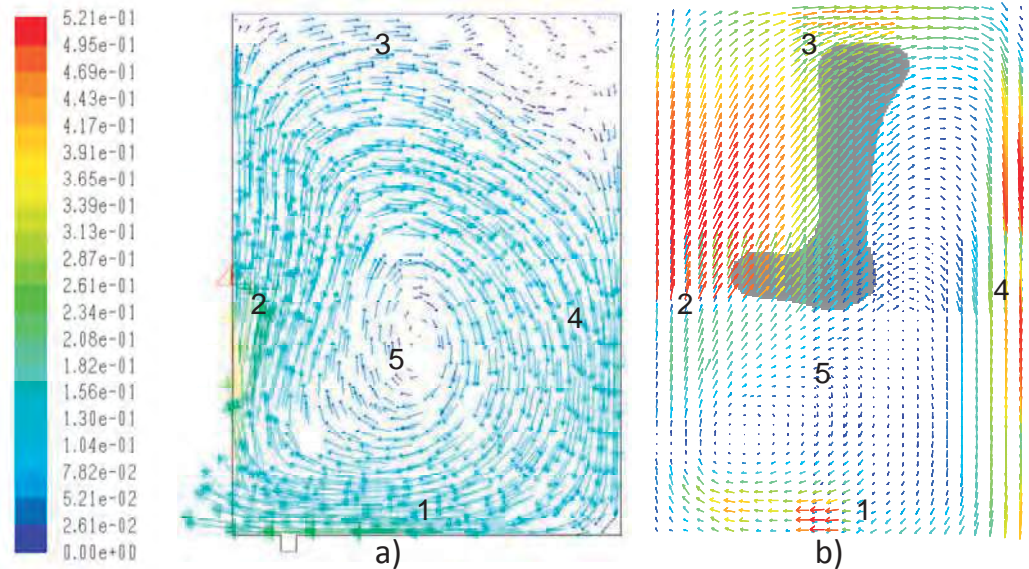 5.21e-01
4.95e-01
4.69e-01
4.43e-01
4.17e-01
3.91e-01
3.65e-01
3.39e-01
3.13e-01
2.87e-01
2.61e-01
2.34e-01
2.08e-01
1.82e-01
1.56e-01
1.30e-01
1.04e-01
7.82e-02
5.21e-02
2.61e-02
0.00e+00
3
2
4
5
1
a)
3
2
4
5
1
b)